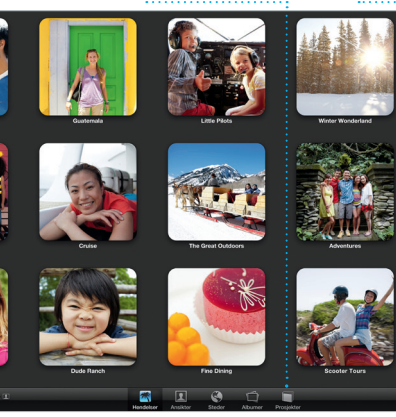 Guatemala
Little Pilots
Winter Wonderland
Cruise
The Great Outdoors
Adventures
Dude Ranch
Fine Dining
Scooter Tours
Hendelser
Ansikter
Steder
Albumer
Prosjekter